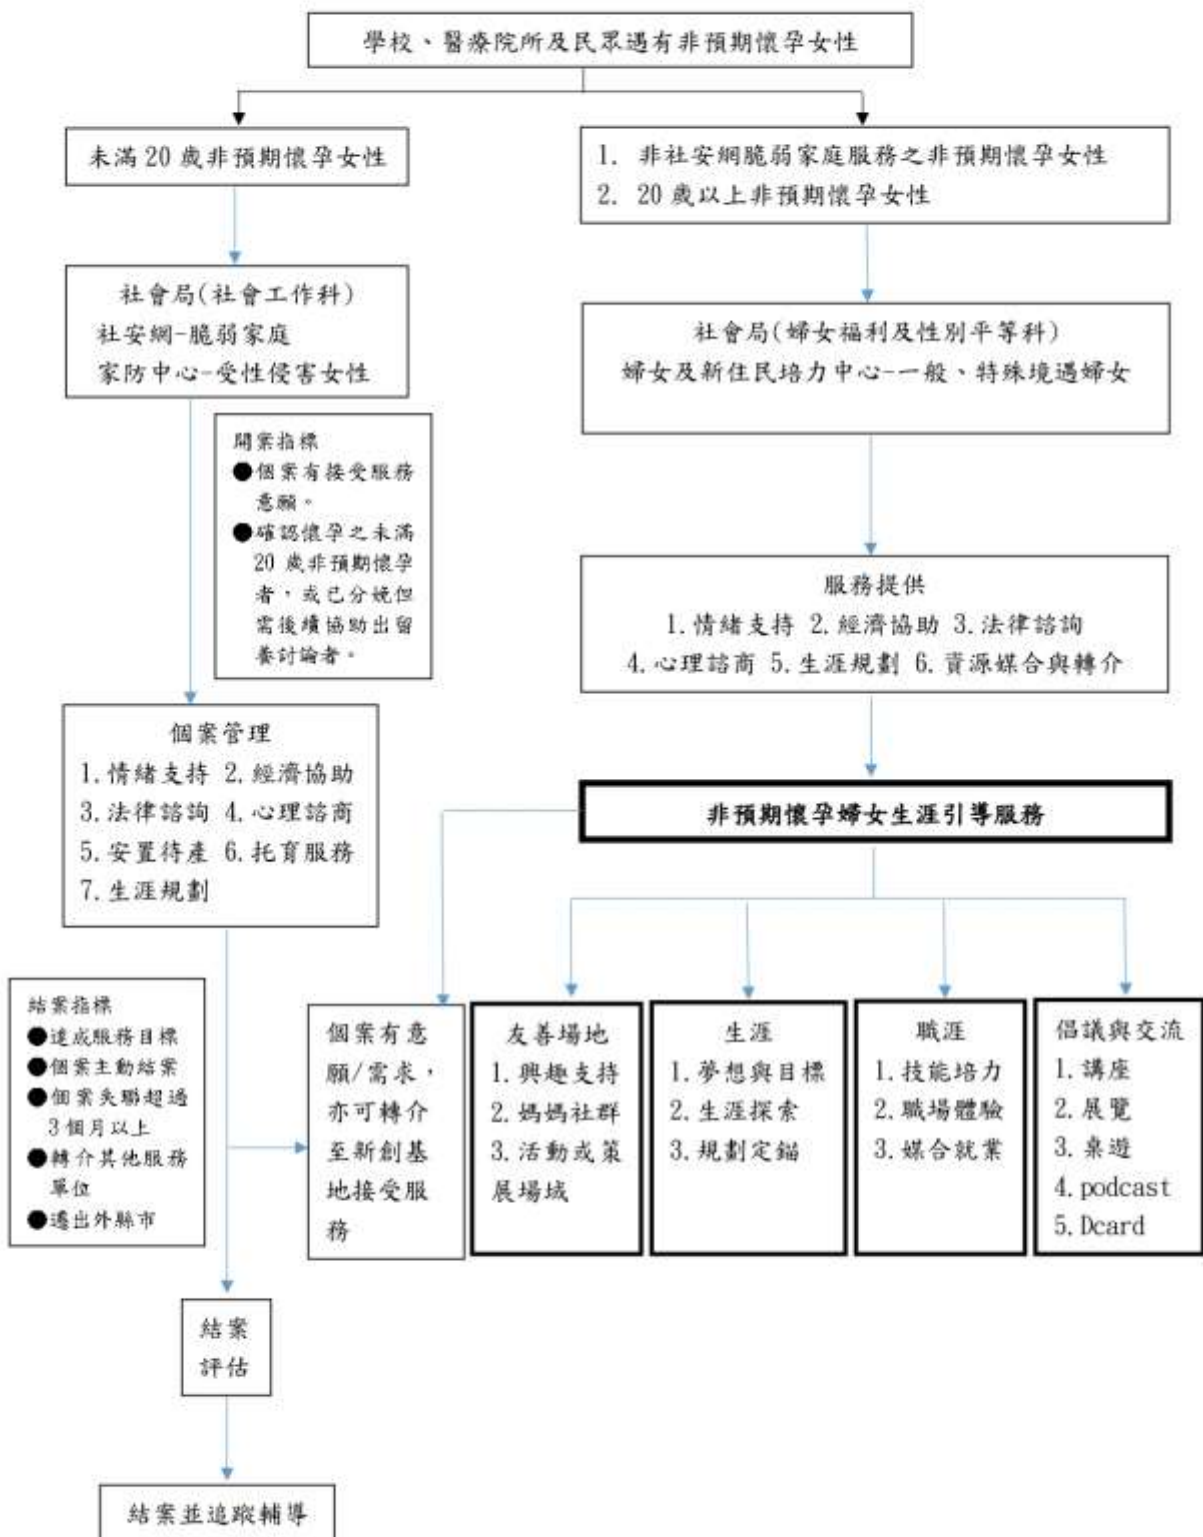 學校、醫療院所及民眾遇有非預期懷孕女性
未滿 20 歲非預期懷孕女性
1. 非社安網脆弱家庭服務之非預期懷孕女性
2. 20 歲以上非預期懷孕女性
社會局(社會工作科)
社安網-脆弱家庭
家防中心-受性侵害女性
社會局(婦女福利及性別平等科)
婦女及新住民培力中心-一般、特殊境遇婦女
開案指標
●個案有接受服務
意願。
●確認懷孕之未滿
20 歲非預期懷孕
者,或已分娩但
需後續協助出留
養討論者。
服務提供
1.情緒支持 2.經濟協助 3.法律諮詢
4.心理諮商 5.生涯規劃 6.資源媒合與轉介
個案管理
1.情緒支持 2.經濟協助
3.法律諮詢 4.心理諮商
5.安置待產 6.托育服務
7.生涯規劃
非預期懷孕婦女生涯引導服務
結案指標
●達成服務目標
●個案主動結案
●個案失聯超過
3個月以上
●轉介其他服務
單位
●遷出外縣市
個案有意
願/需求,
亦可轉介
至新創基
地接受服
務
友善場地
1.興趣支持
2.媽媽社群
3.活動或策
展場域
生涯
1.夢想與目標
2.生涯探索
3.規劃定錨
職涯
1.技能培力
2.職場體驗
3.媒合就業
倡議與交流
1.講座
2.展覽
3.桌遊
4.podcast
5.Dcard
結案
評估
結案並追蹤輔導